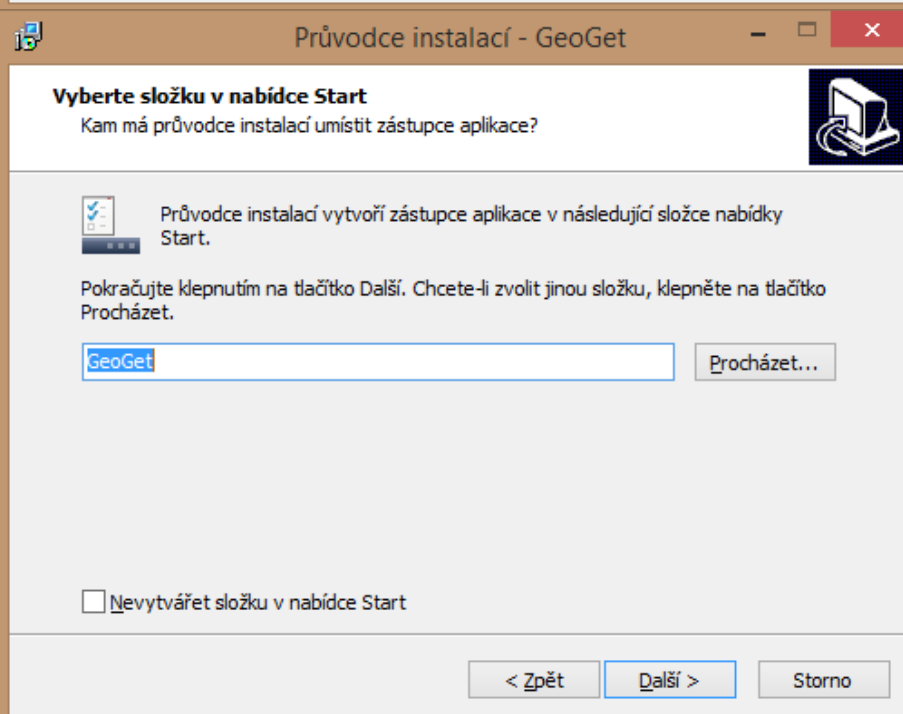 Průvodce instalací - GeoGet
Vyberte složku v nabídce Start
Kam má průvodce instalací umístit zástupce aplikace?
Průvodce instalací vytvoří zástupce aplikace v následující složce nabídky
Start.
Pokračujte klepnutím na tlačítko Další. Chcete-li zvolit jinou složku, klepněte na tlačítko
Procházet.
GeoGet
Procházet...
Nevytvářet složku v nabídce Start
< Zpět
Další >
Storno